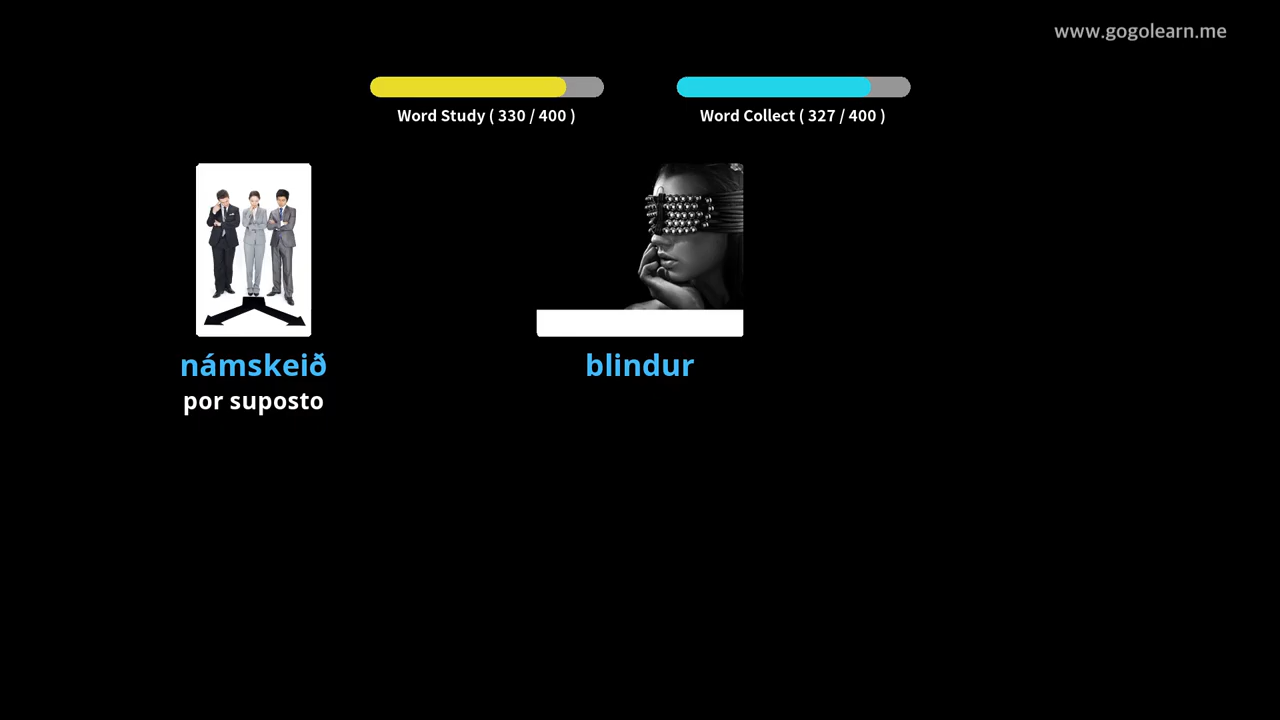 www.gogolearn.me
Word Study ( 330 / 400 )
Word Collect ( 327 / 400 )
námskeið
por suposto
blindur